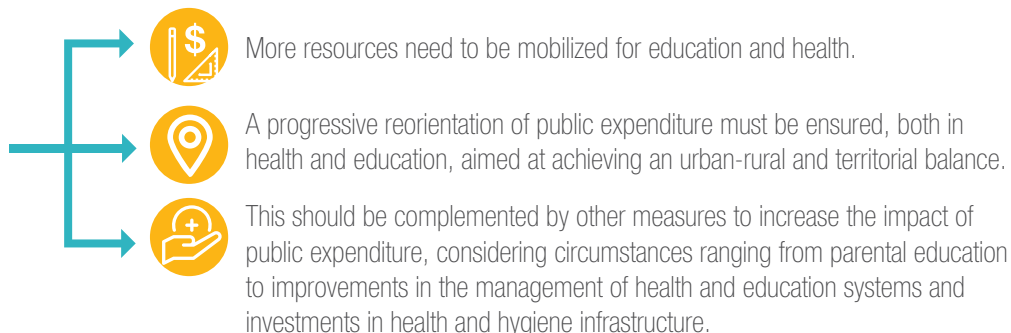 $
More resources need to be mobilized for education and health.
A progressive reorientation of public expenditure must be ensured, both in
health and education, aimed at achieving an urban-rural and territorial balance.
This should be complemented by other measures to increase the impact of
public expenditure, considering circumstances ranging from parental education
to improvements in the management of health and education systems and
investments in health and hygiene infrastructure.